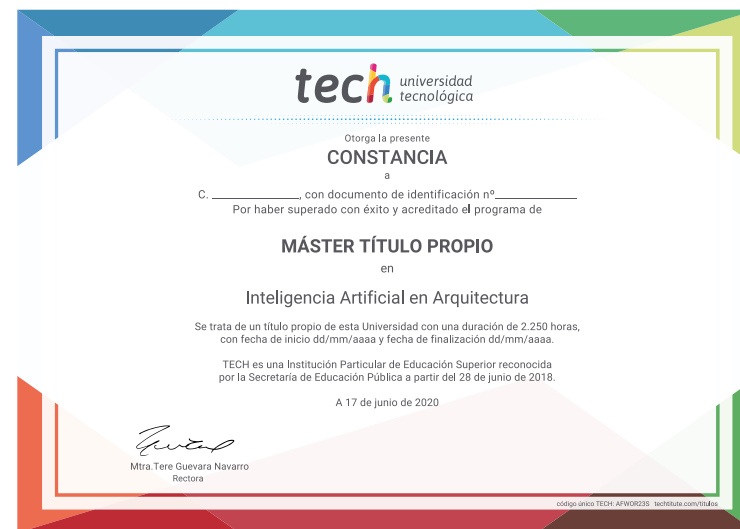 tech universidad
tecnológica
Otorga la presente
CONSTANCIA
a
C. ______________, con documento de identificación nº_____________
Por haber superado con éxito y acreditado el programa de
MÁSTER TÍTULO PROPIO
en
Inteligencia Artificial en Arquitectura
Se trata de un título propio de esta Universidad con una duración de 2.250 horas,
con fecha de inicio dd/mm/aaaa y fecha de finalización dd/mm/aaaa.
TECH es una Institución Particular de Educación Superior reconocida
por la Secretaría de Educación Pública a partir del 28 de junio de 2018.
A 17 de junio de 2020
Mtra.Tere Guevara Navarro
Rectora
código único TECH: AFWOR23S techtitute.com/titulos